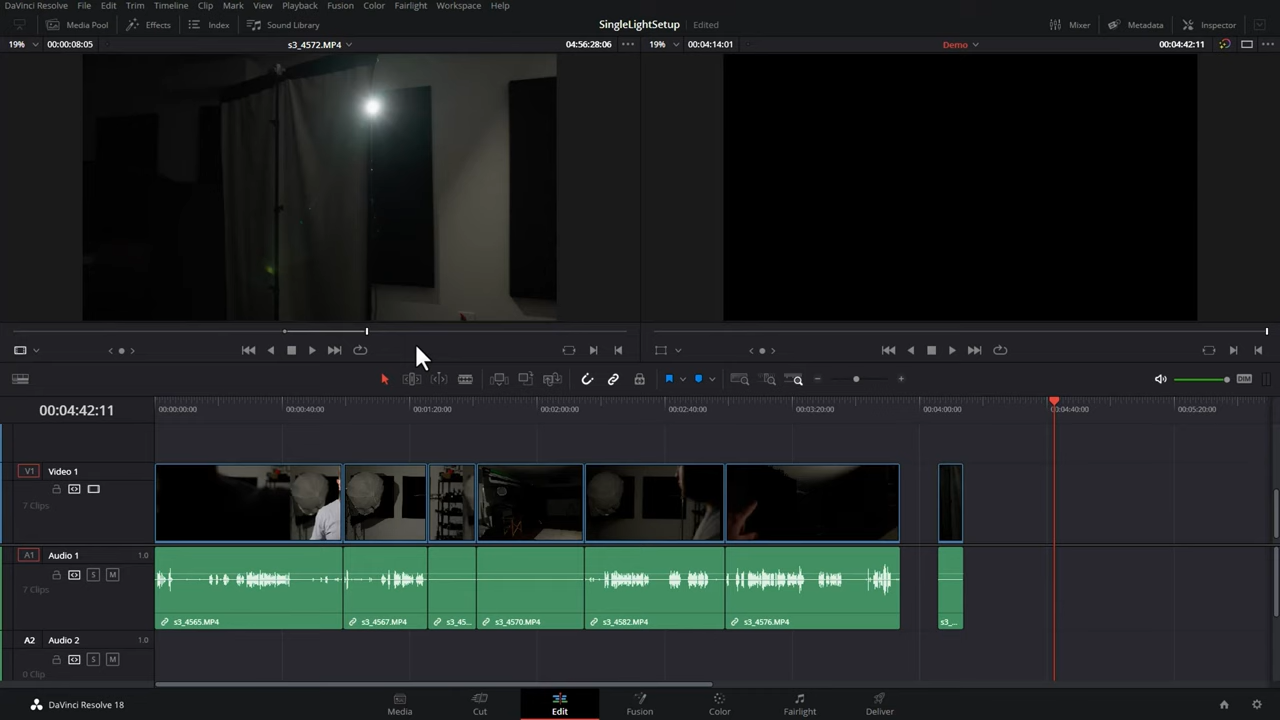 DaVinci Resolve File Edit Trim Timeline Clip Mark View Playback Fusion Color Fairlight Workspace Help
Media Pool Effects Index Sound Library SingleLightSetup Edited Mixer Metadata Inspector
19% 00:00:08:05 s3_4572.MP4 04:56:28:06 19% 00:04:14:01 Demo 00:04:42:11
DIM
00:04:42:11 00:00:00:00 00:00:40:00 00:01:20:00 00:02:00:00 00:02:40:00 00:03:20:00 00:04:00:00 00:04:40:00 00:05:20:00
V1 Video 1
7 Clips
A1 Audio 1 1.0
S M
7 Clips
s3_4565.MP4 s3_4567.MP4 s3_45... s3_4570.MP4 s3_4582.MP4 s3_4576.MP4 s3_...
A2 Audio 2 1.0
S M
0 Clip
DaVinci Resolve 18 Media Cut Edit Fusion Color Fairlight Deliver